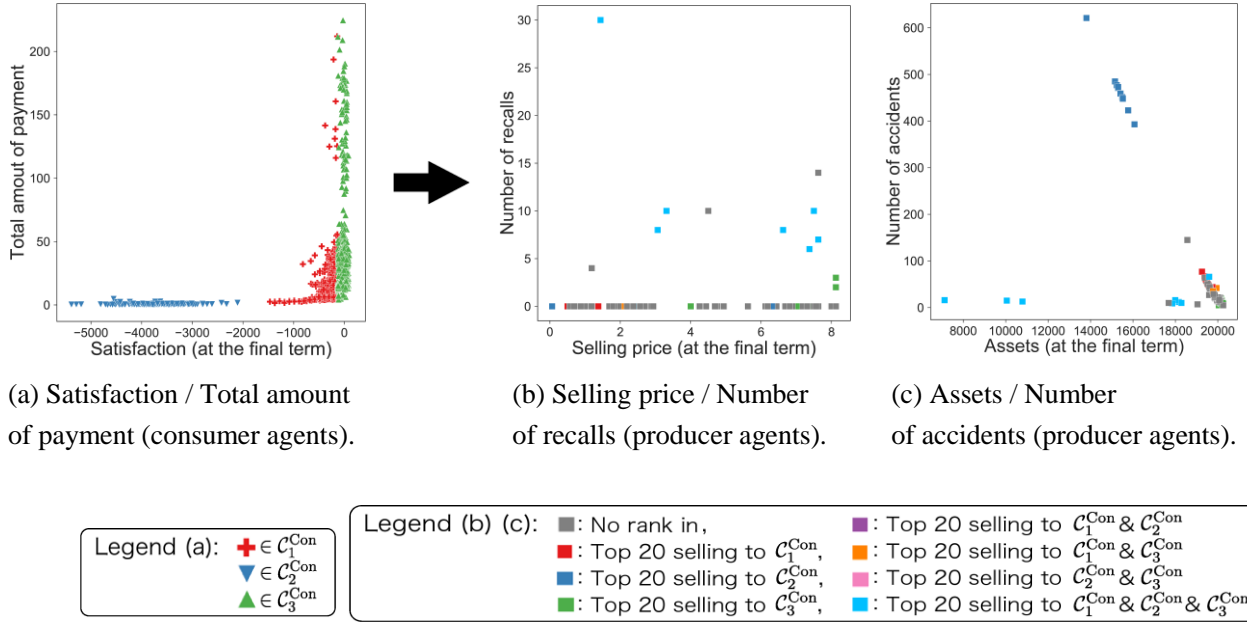 Total amout of payment
200
150
100
50
0
−5000 −4000 −3000 −2000 −1000 0
Satisfaction (at the final term)
Number of recalls
30
25
20
15
10
5
0
0 2 4 6 8
Selling price (at the final term)
Number of accidents
600
500
400
300
200
100
0
8000 10000 12000 14000 16000 18000 20000
Assets (at the final term)
(a) Satisfaction / Total amount
of payment (consumer agents).
(b) Selling price / Number
of recalls (producer agents).
(c) Assets / Number
of accidents (producer agents).
Legend (a): ∈ C₁^Con
∈ C₂^Con
∈ C₃^Con
Legend (b) (c): : No rank in,
: Top 20 selling to C₁^Con,
: Top 20 selling to C₂^Con,
: Top 20 selling to C₃^Con,
: Top 20 selling to C₁^Con & C₂^Con
: Top 20 selling to C₁^Con & C₃^Con
: Top 20 selling to C₂^Con & C₃^Con
: Top 20 selling to C₁^Con & C₂^Con & C₃^Con